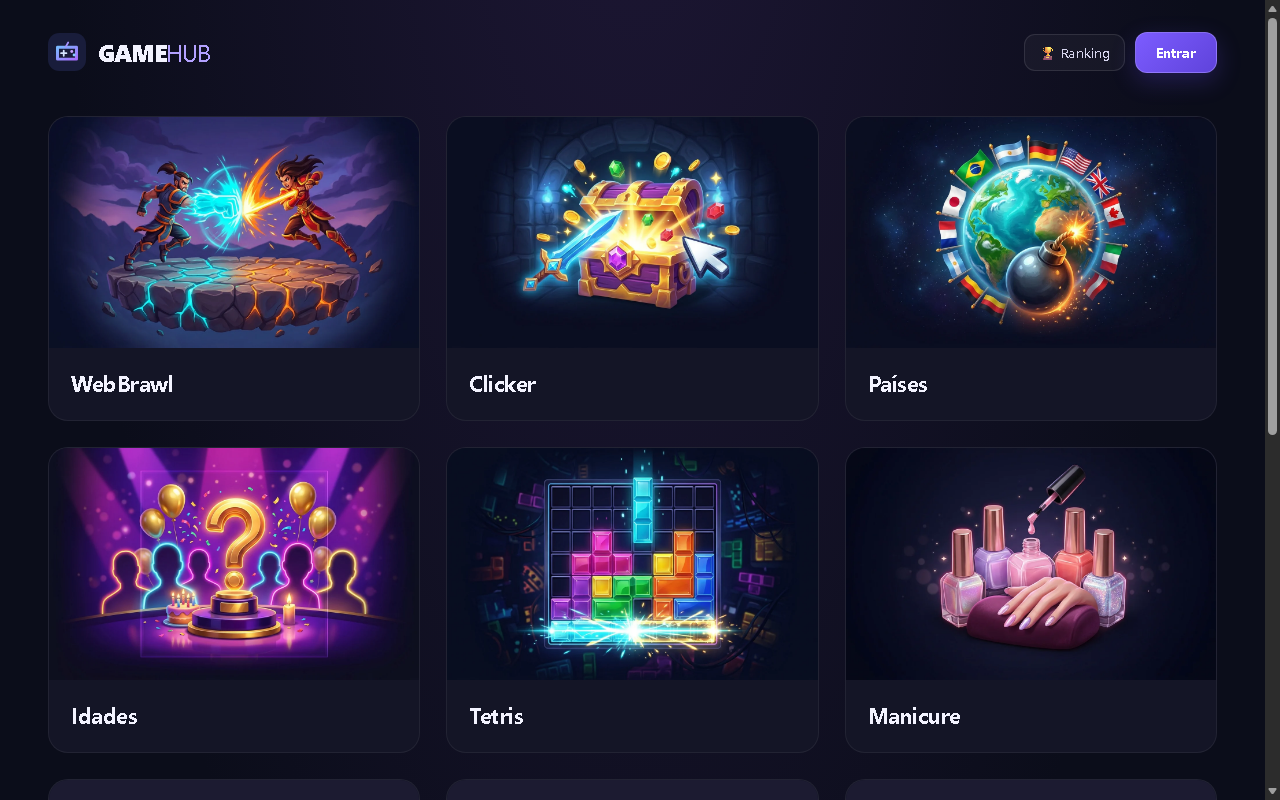 GAMEHUB
Ranking
Entrar
WebBrawl
Clicker
Países
Idades
Tetris
Manicure